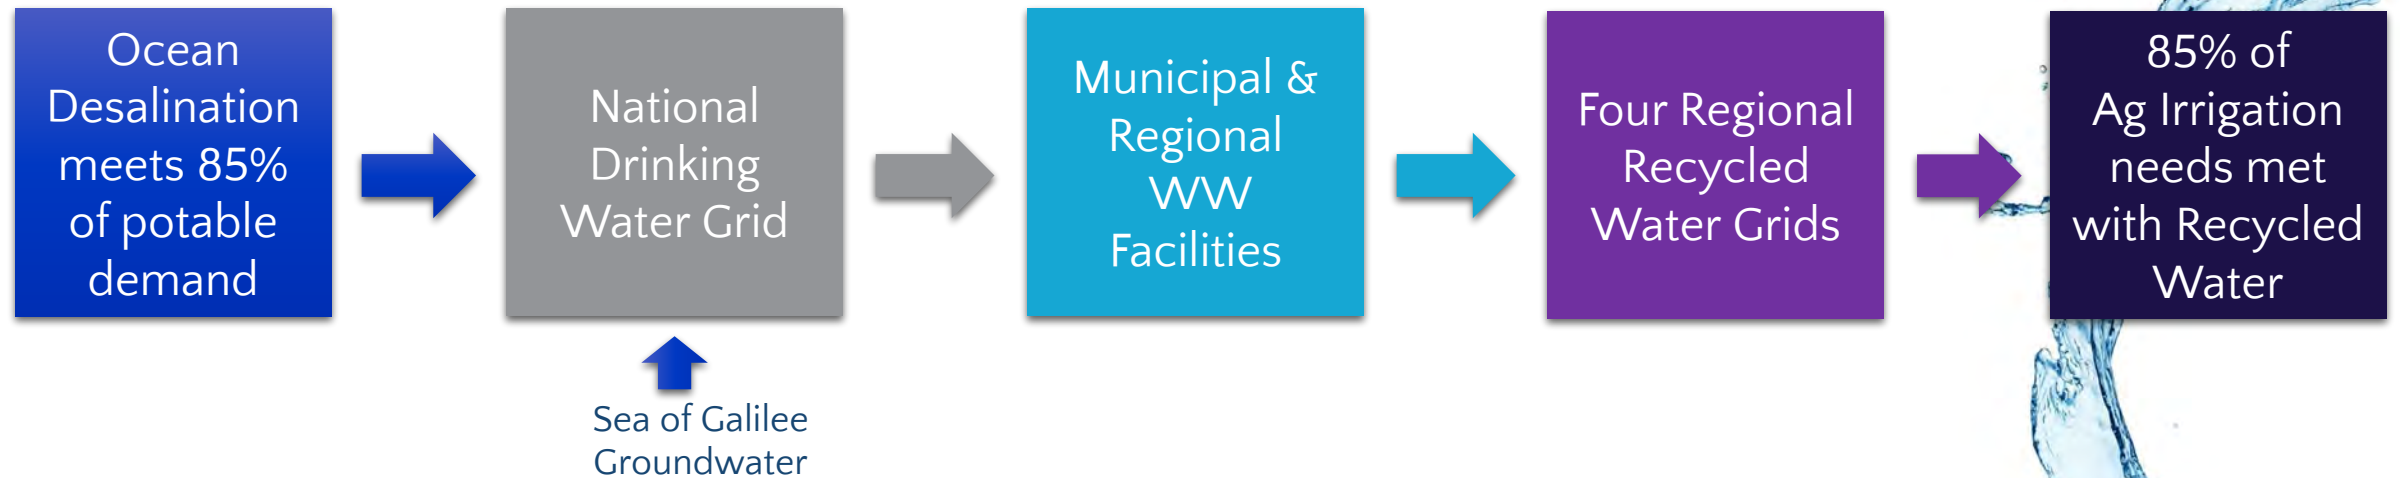 Ocean
Desalination
meets 85%
of potable
demand
National
Drinking
Water Grid
Municipal &
Regional
WW
Facilities
Four Regional
Recycled
Water Grids
85% of
Ag Irrigation
needs met
with Recycled
Water
Sea of Galilee
Groundwater